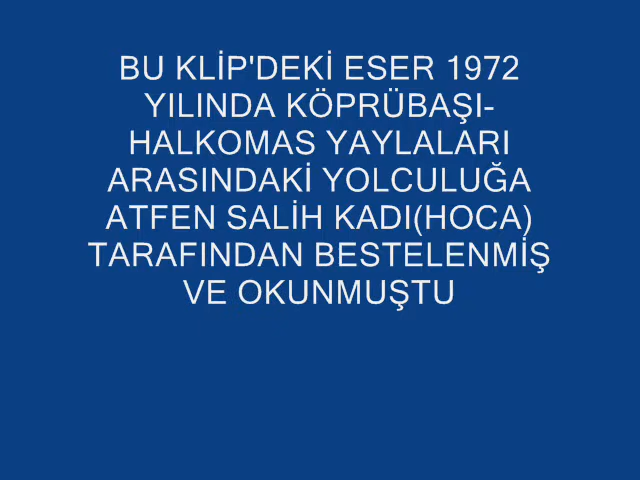 BU KLİP'DEKİ ESER 1972
YILINDA KÖPRÜBAŞI-
HALKOMAS YAYLALARI
ARASINDAKİ YOLCULUĞA
ATFEN SALİH KADI(HOCA)
TARAFINDAN BESTELENMİŞ
VE OKUNMUŞTU